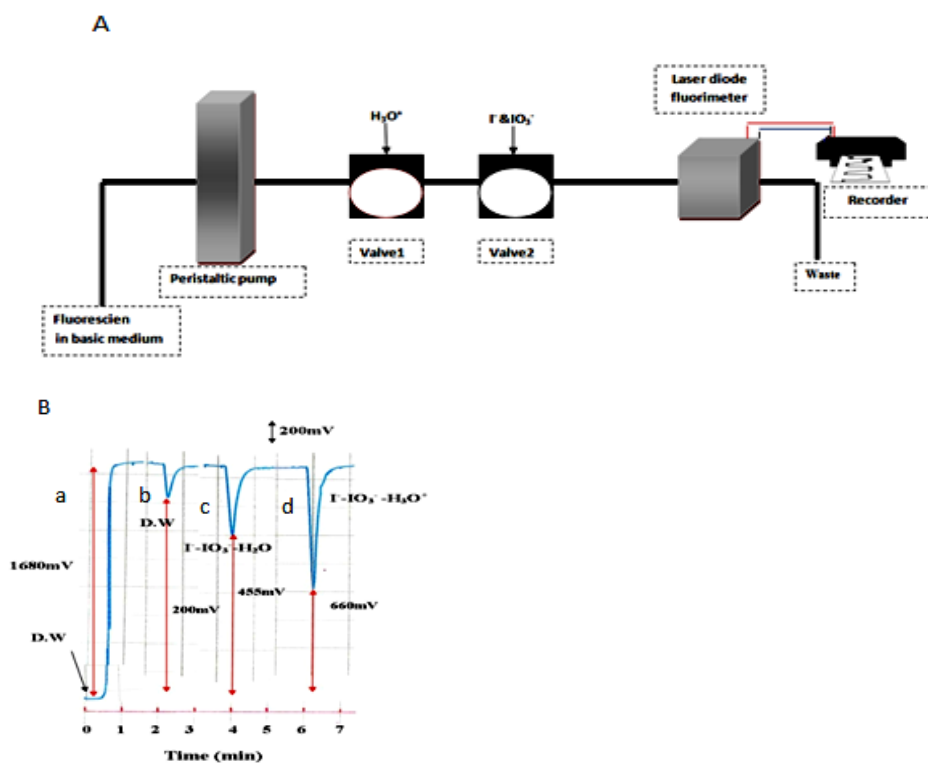 A
Laser diode
fluorimeter
H₃O⁺
I⁻&IO₃⁻
Recorder
Valve1
Valve2
Peristaltic pump
Waste
Fluorescien
in basic medium
B
200mV
a
b
c
d
I⁻-IO₃⁻-H₃O⁺
D.W
I⁻-IO₃⁻-H₂O
1680mV
455mV
200mV
660mV
D.W
0 1 2 3 4 5 6 7
Time (min)